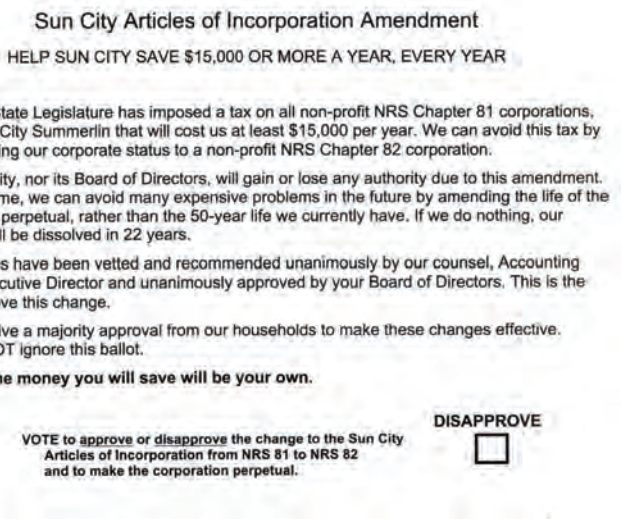 Sun City Articles of Incorporation Amendment
HELP SUN CITY SAVE $15,000 OR MORE A YEAR, EVERY YEAR
tate Legislature has imposed a tax on all non-profit NRS Chapter 81 corporations,
City Summerlin that will cost us at least $15,000 per year. We can avoid this tax by
ing our corporate status to a non-profit NRS Chapter 82 corporation.
ity, nor its Board of Directors, will gain or lose any authority due to this amendment.
me, we can avoid many expensive problems in the future by amending the life of the
perpetual, rather than the 50-year life we currently have. If we do nothing, our
ll be dissolved in 22 years.
s have been vetted and recommended unanimously by our counsel, Accounting
cutive Director and unanimously approved by your Board of Directors. This is the
ve this change.
ive a majority approval from our households to make these changes effective.
OT ignore this ballot.
he money you will save will be your own.
DISAPPROVE
VOTE to approve or disapprove the change to the Sun City
Articles of Incorporation from NRS 81 to NRS 82
and to make the corporation perpetual.